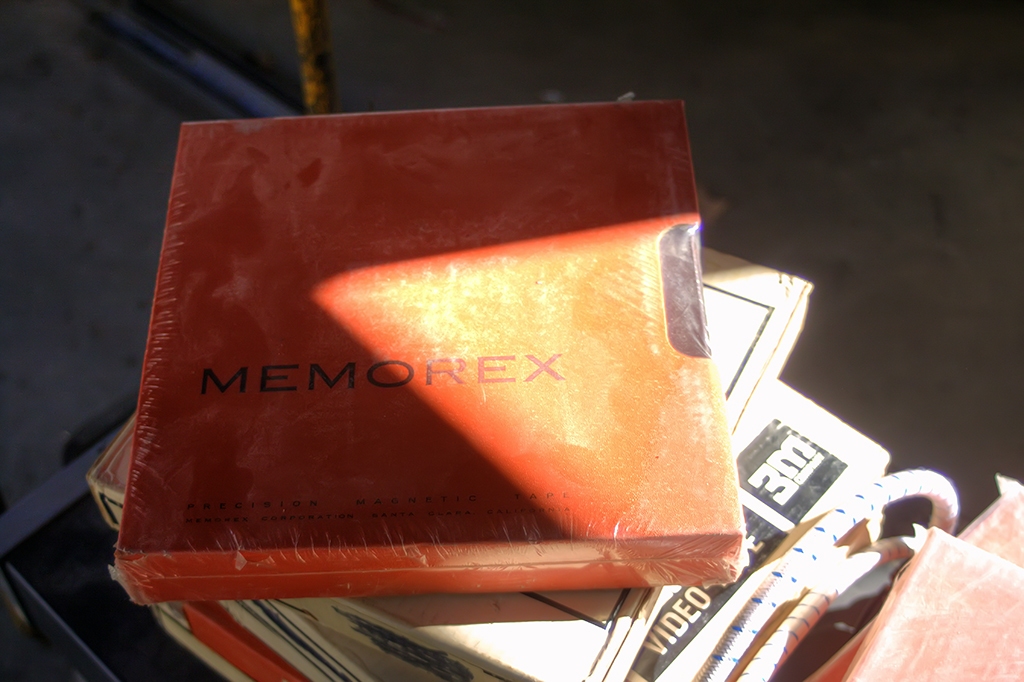 MEMOREX
PRECISION MAGNETIC TAPE
MEMOREX CORPORATION SANTA CLARA CALIFORNIA
3M
VIDEO